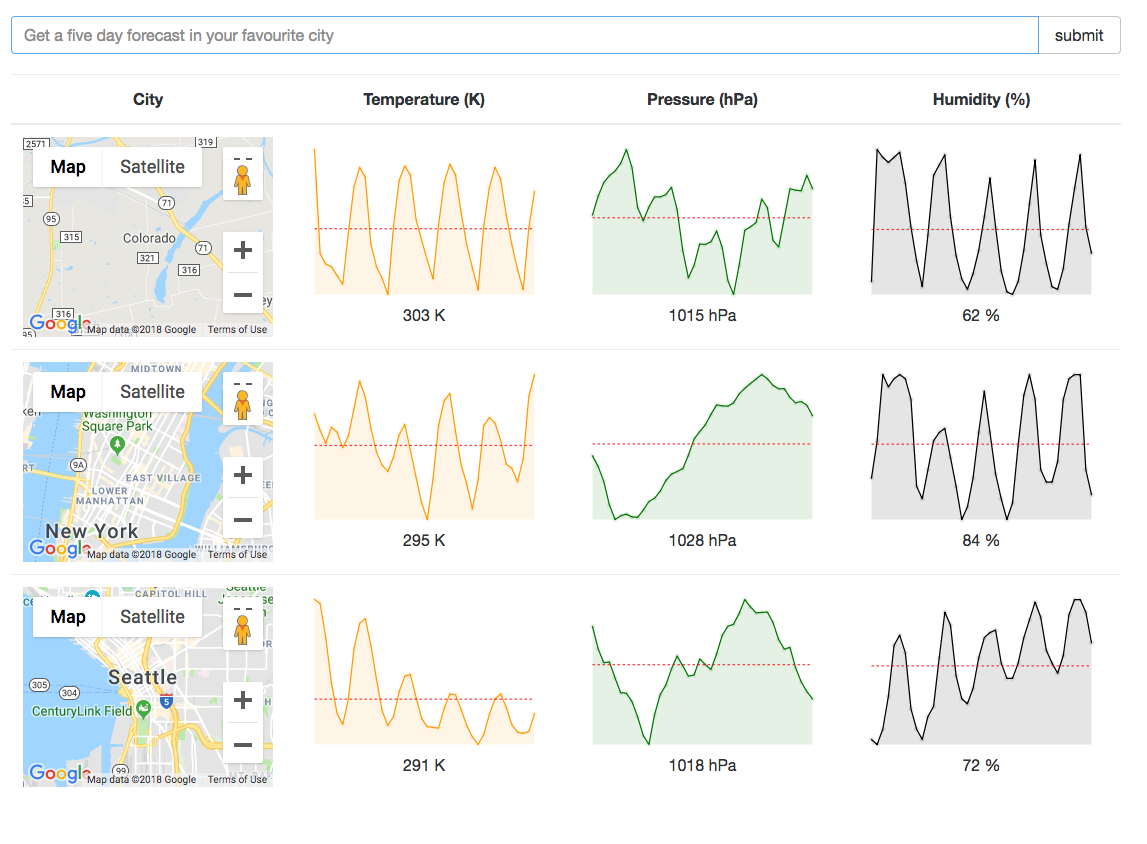 Get a five day forecast in your favourite city submit
City Temperature (K) Pressure (hPa) Humidity (%)
2571 319
Map Satellite
71
95
315 Colorado
71
321
316
316
Google Map data ©2018 Google Terms of Use
303 K 1015 hPa 62 %
MIDTOWN
Map Satellite
Washington
Square Park
9A
EAST VILLAGE
LOWER
MANHATTAN
New York
WILLIAMSBURG
Google Map data ©2018 Google Terms of Use
295 K 1028 hPa 84 %
CAPITOL HILL
Map Satellite
Seattle
305
304
5
CenturyLink Field
99
Google Map data ©2018 Google Terms of Use
291 K 1018 hPa 72 %